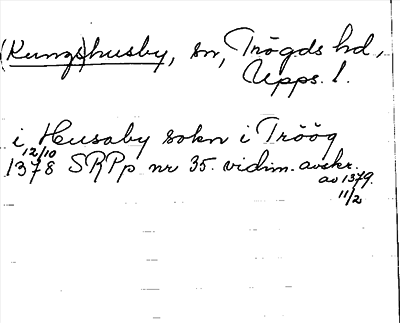 (Kungs)husby, sn, Trögds hd,
Upps. l.
i Husaby sokn i Tröög
12/10
1378 SRPp nr 35. vidim. avskr.
av 1379.
11/2